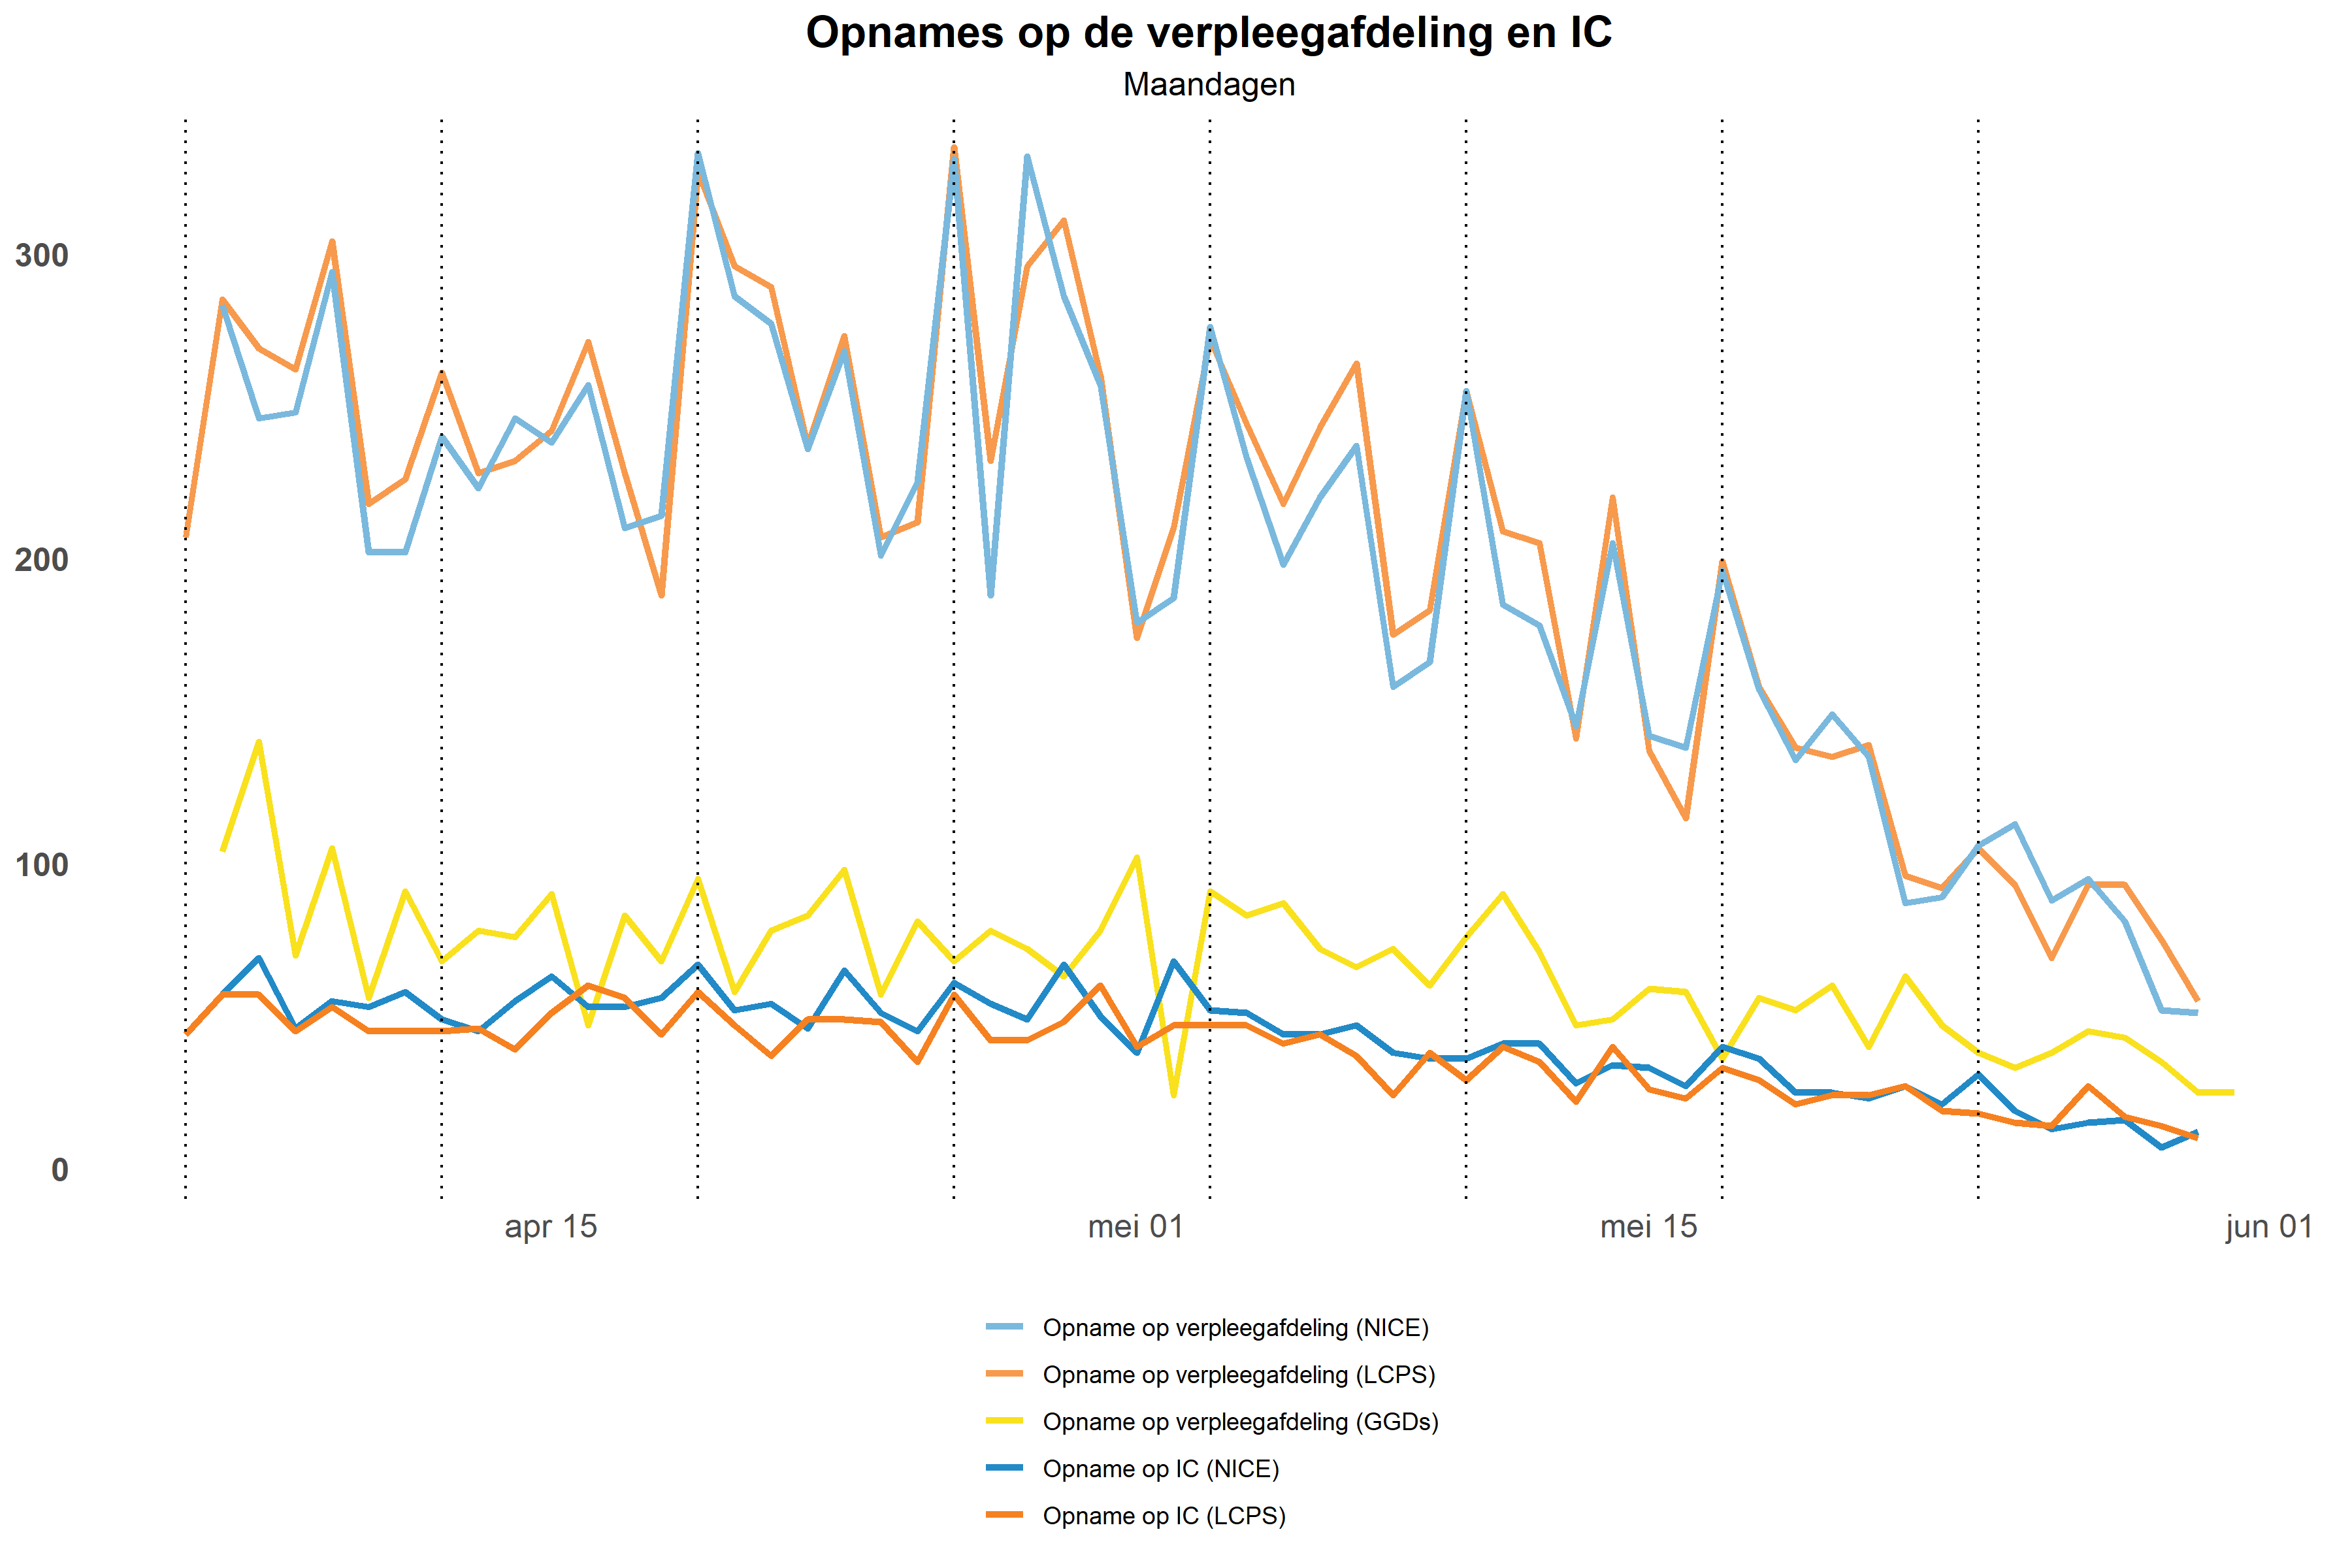 Opnames op de verpleegafdeling en IC
Maandagen
300
200
100
0
apr 15
mei 01
mei 15
jun 01
Opname op verpleegafdeling (NICE)
Opname op verpleegafdeling (LCPS)
Opname op verpleegafdeling (GGDs)
Opname op IC (NICE)
Opname op IC (LCPS)